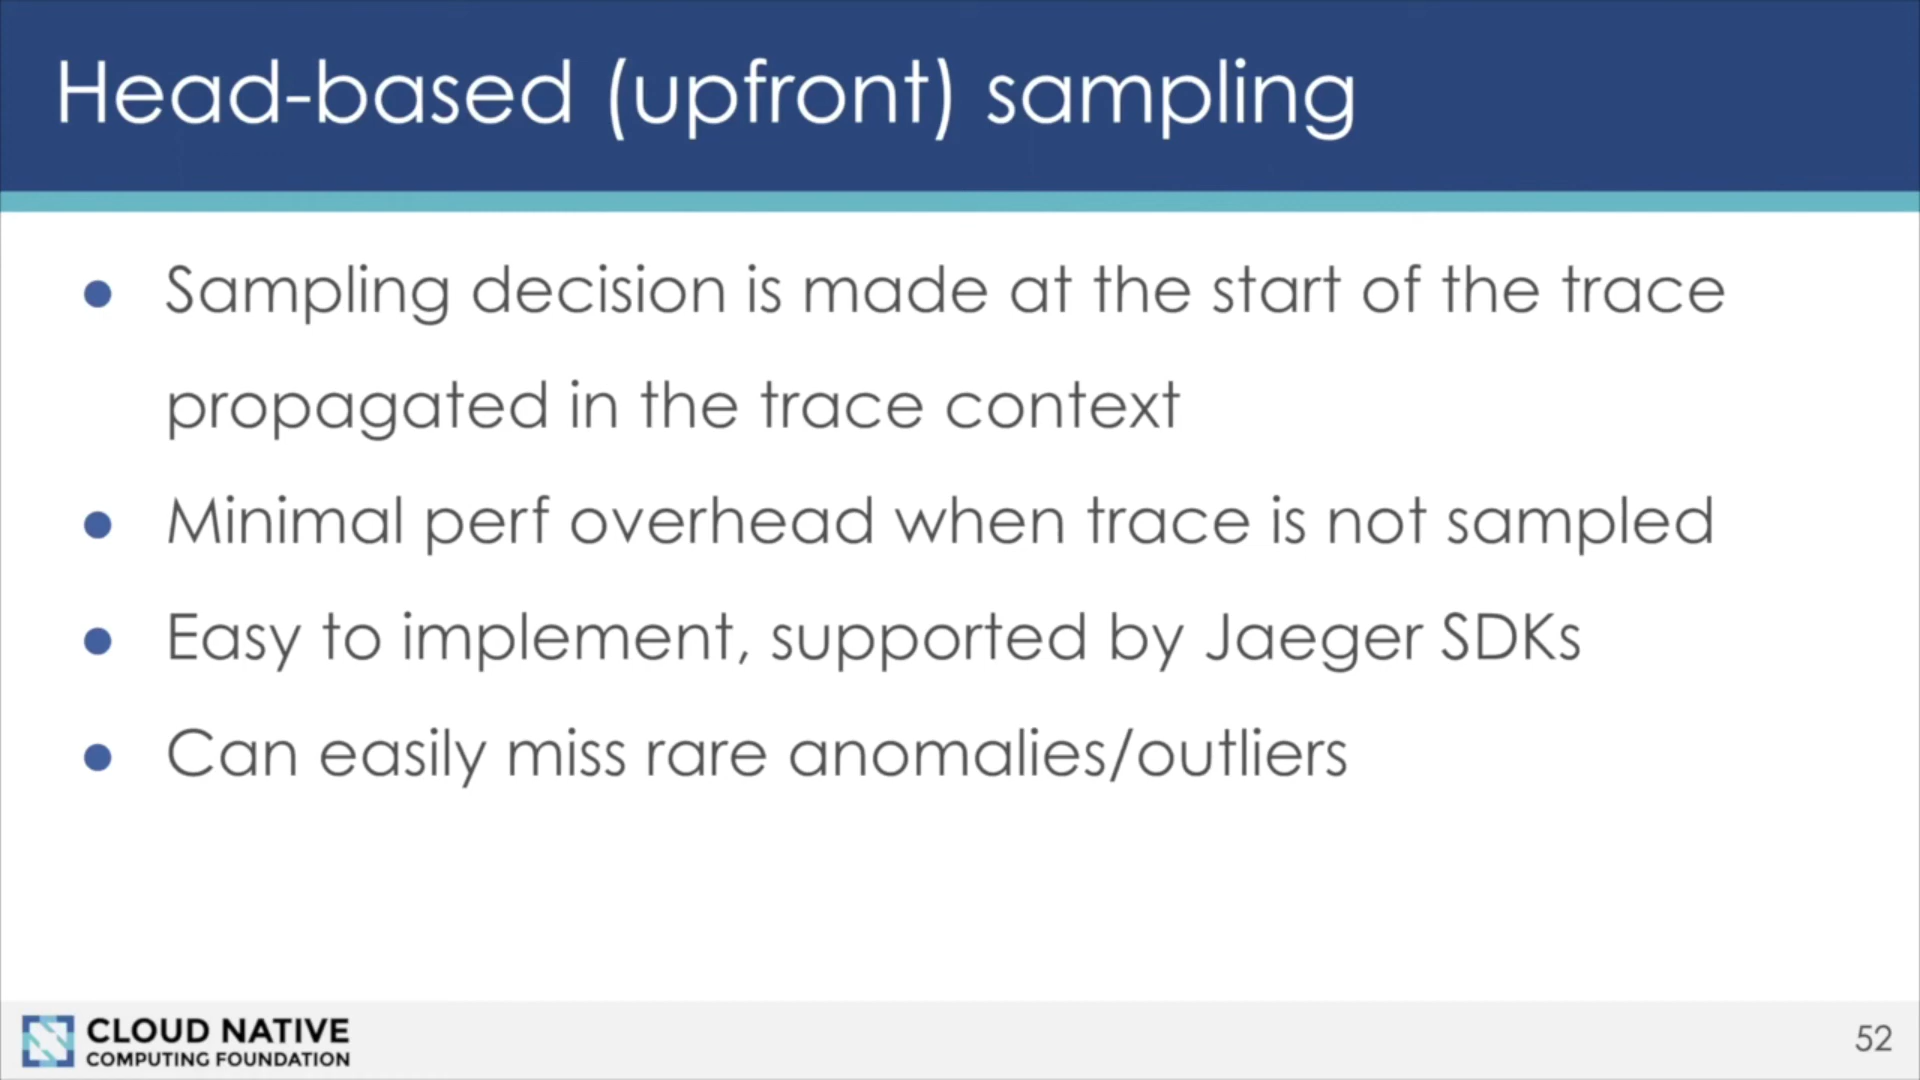 Head-based (upfront) sampling
● Sampling decision is made at the start of the trace
propagated in the trace context
● Minimal perf overhead when trace is not sampled
● Easy to implement, supported by Jaeger SDKs
● Can easily miss rare anomalies/outliers
CLOUD NATIVE
COMPUTING FOUNDATION
52